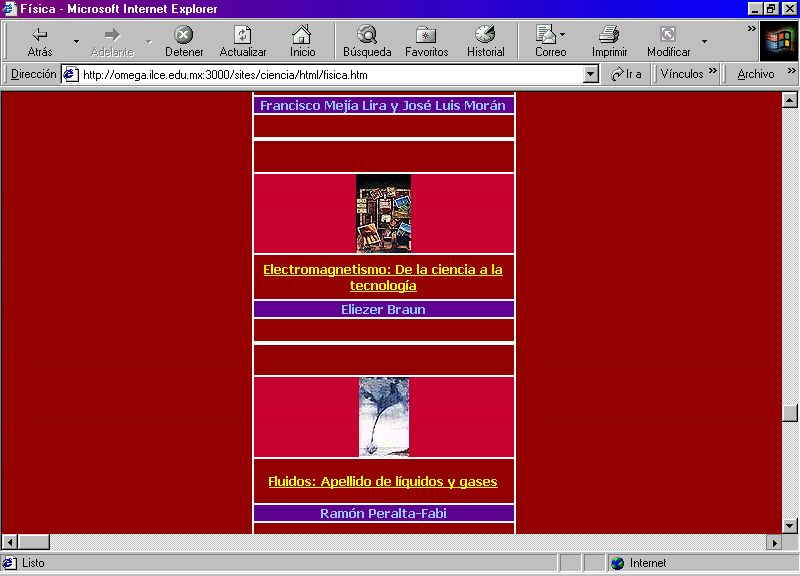 Física - Microsoft Internet Explorer
Atrás Adelante Detener Actualizar Inicio Búsqueda Favoritos Historial Correo Imprimir Modificar »
Dirección http://omega.ilce.edu.mx:3000/sites/ciencia/html/fisica.htm Ir a Vínculos » Archivo »
Francisco Mejía Lira y José Luis Morán
Electromagnetismo: De la ciencia a la
tecnología
Eliezer Braun
Fluidos: Apellido de líquidos y gases
Ramón Peralta-Fabi
Listo Internet